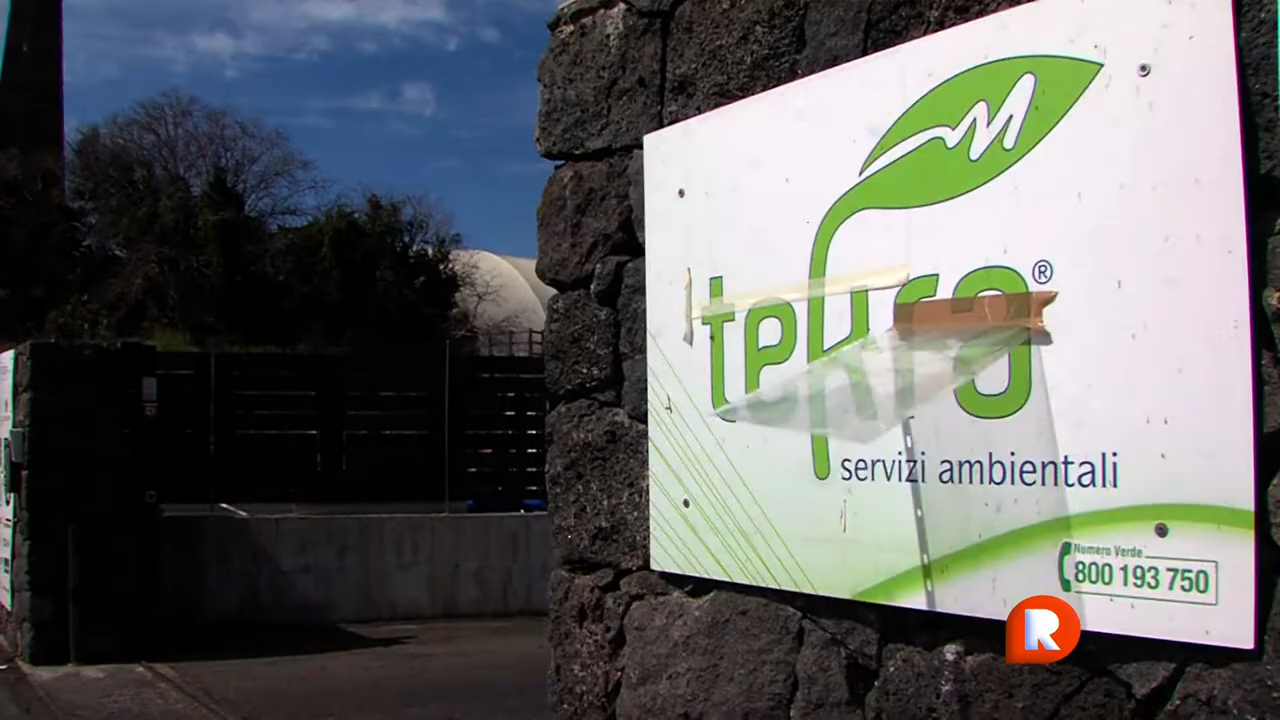 tekra®
servizi ambientali
Numero Verde
800 193 750
R